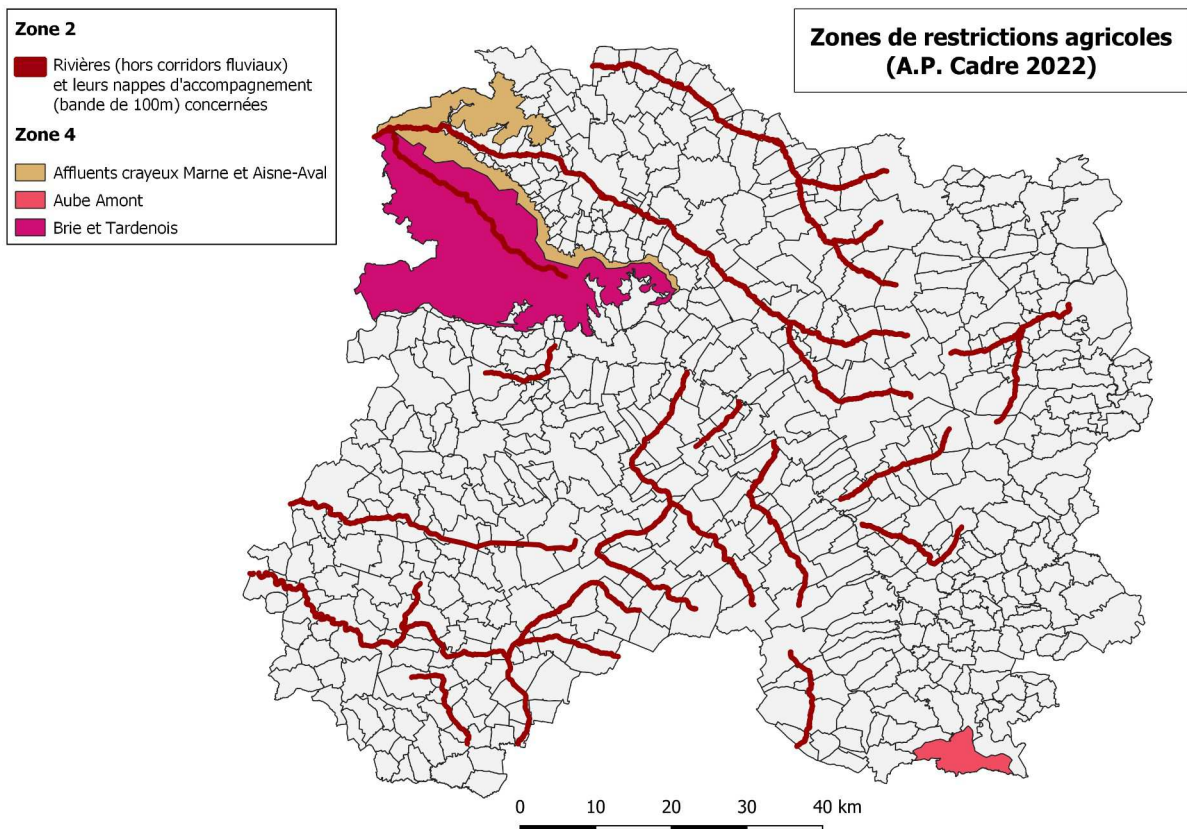 Zone 2
Rivières (hors corridors fluviaux)
et leurs nappes d'accompagnement
(bande de 100m) concernées
Zone 4
Affluents crayeux Marne et Aisne-Aval
Aube Amont
Brie et Tardenois
Zones de restrictions agricoles
(A.P. Cadre 2022)
0 10 20 30 40 km